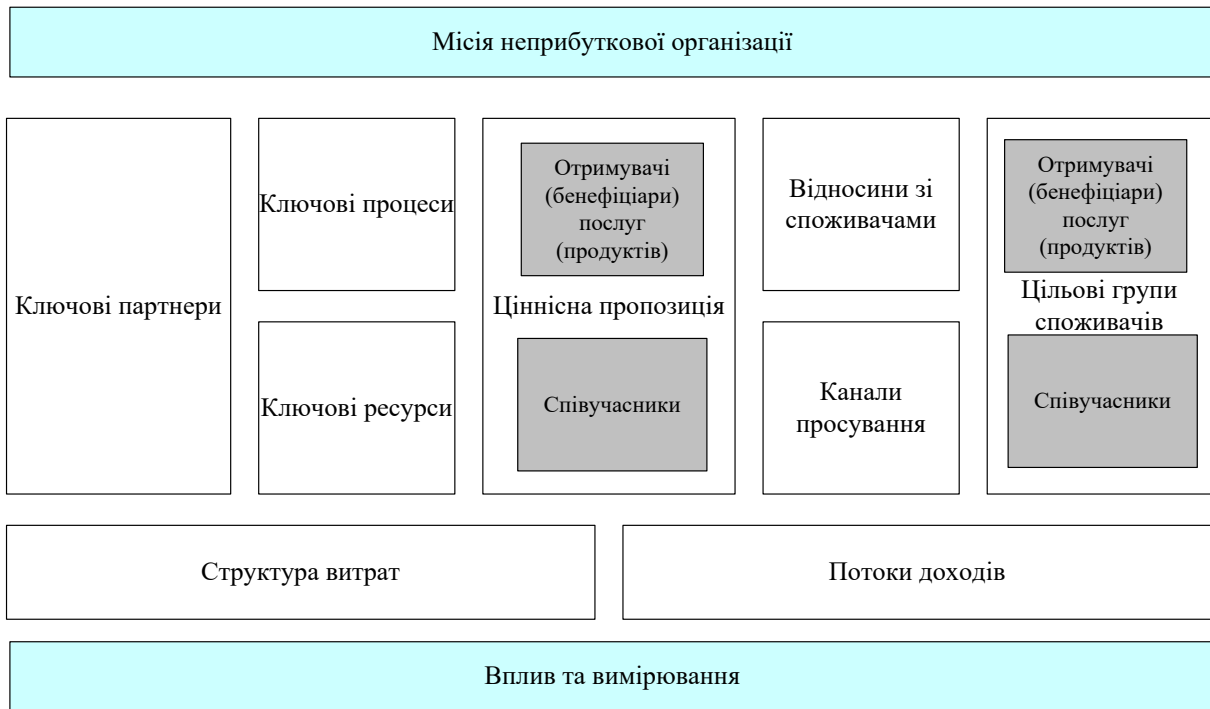 Місія неприбуткової організації
Ключові партнери
Ключові процеси
Ключові ресурси
Отримувачі
(бенефіціари)
послуг
(продуктів)
Ціннісна пропозиція
Співучасники
Відносини зі
споживачами
Канали
просування
Отримувачі
(бенефіціари)
послуг
(продуктів)
Цільові групи
споживачів
Співучасники
Структура витрат
Потоки доходів
Вплив та вимірювання